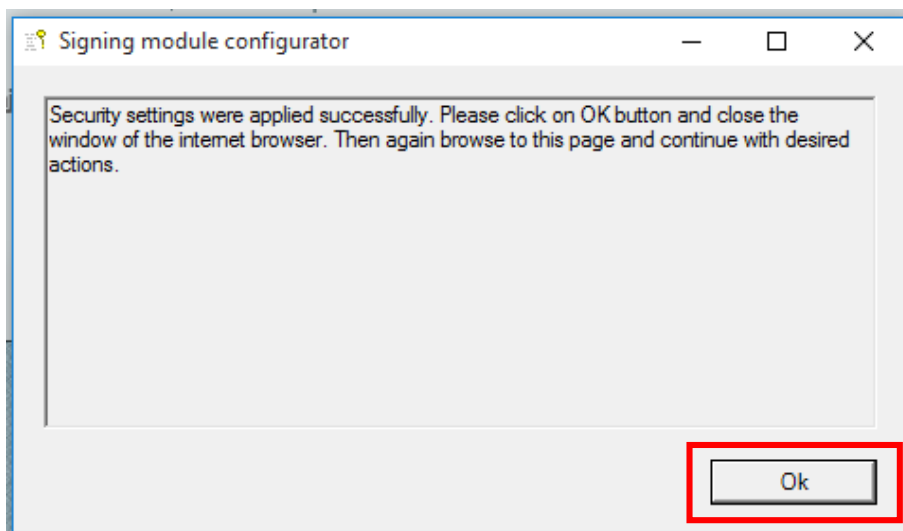 Signing module configurator
Security settings were applied successfully. Please click on OK button and close the
window of the internet browser. Then again browse to this page and continue with desired
actions.
Ok